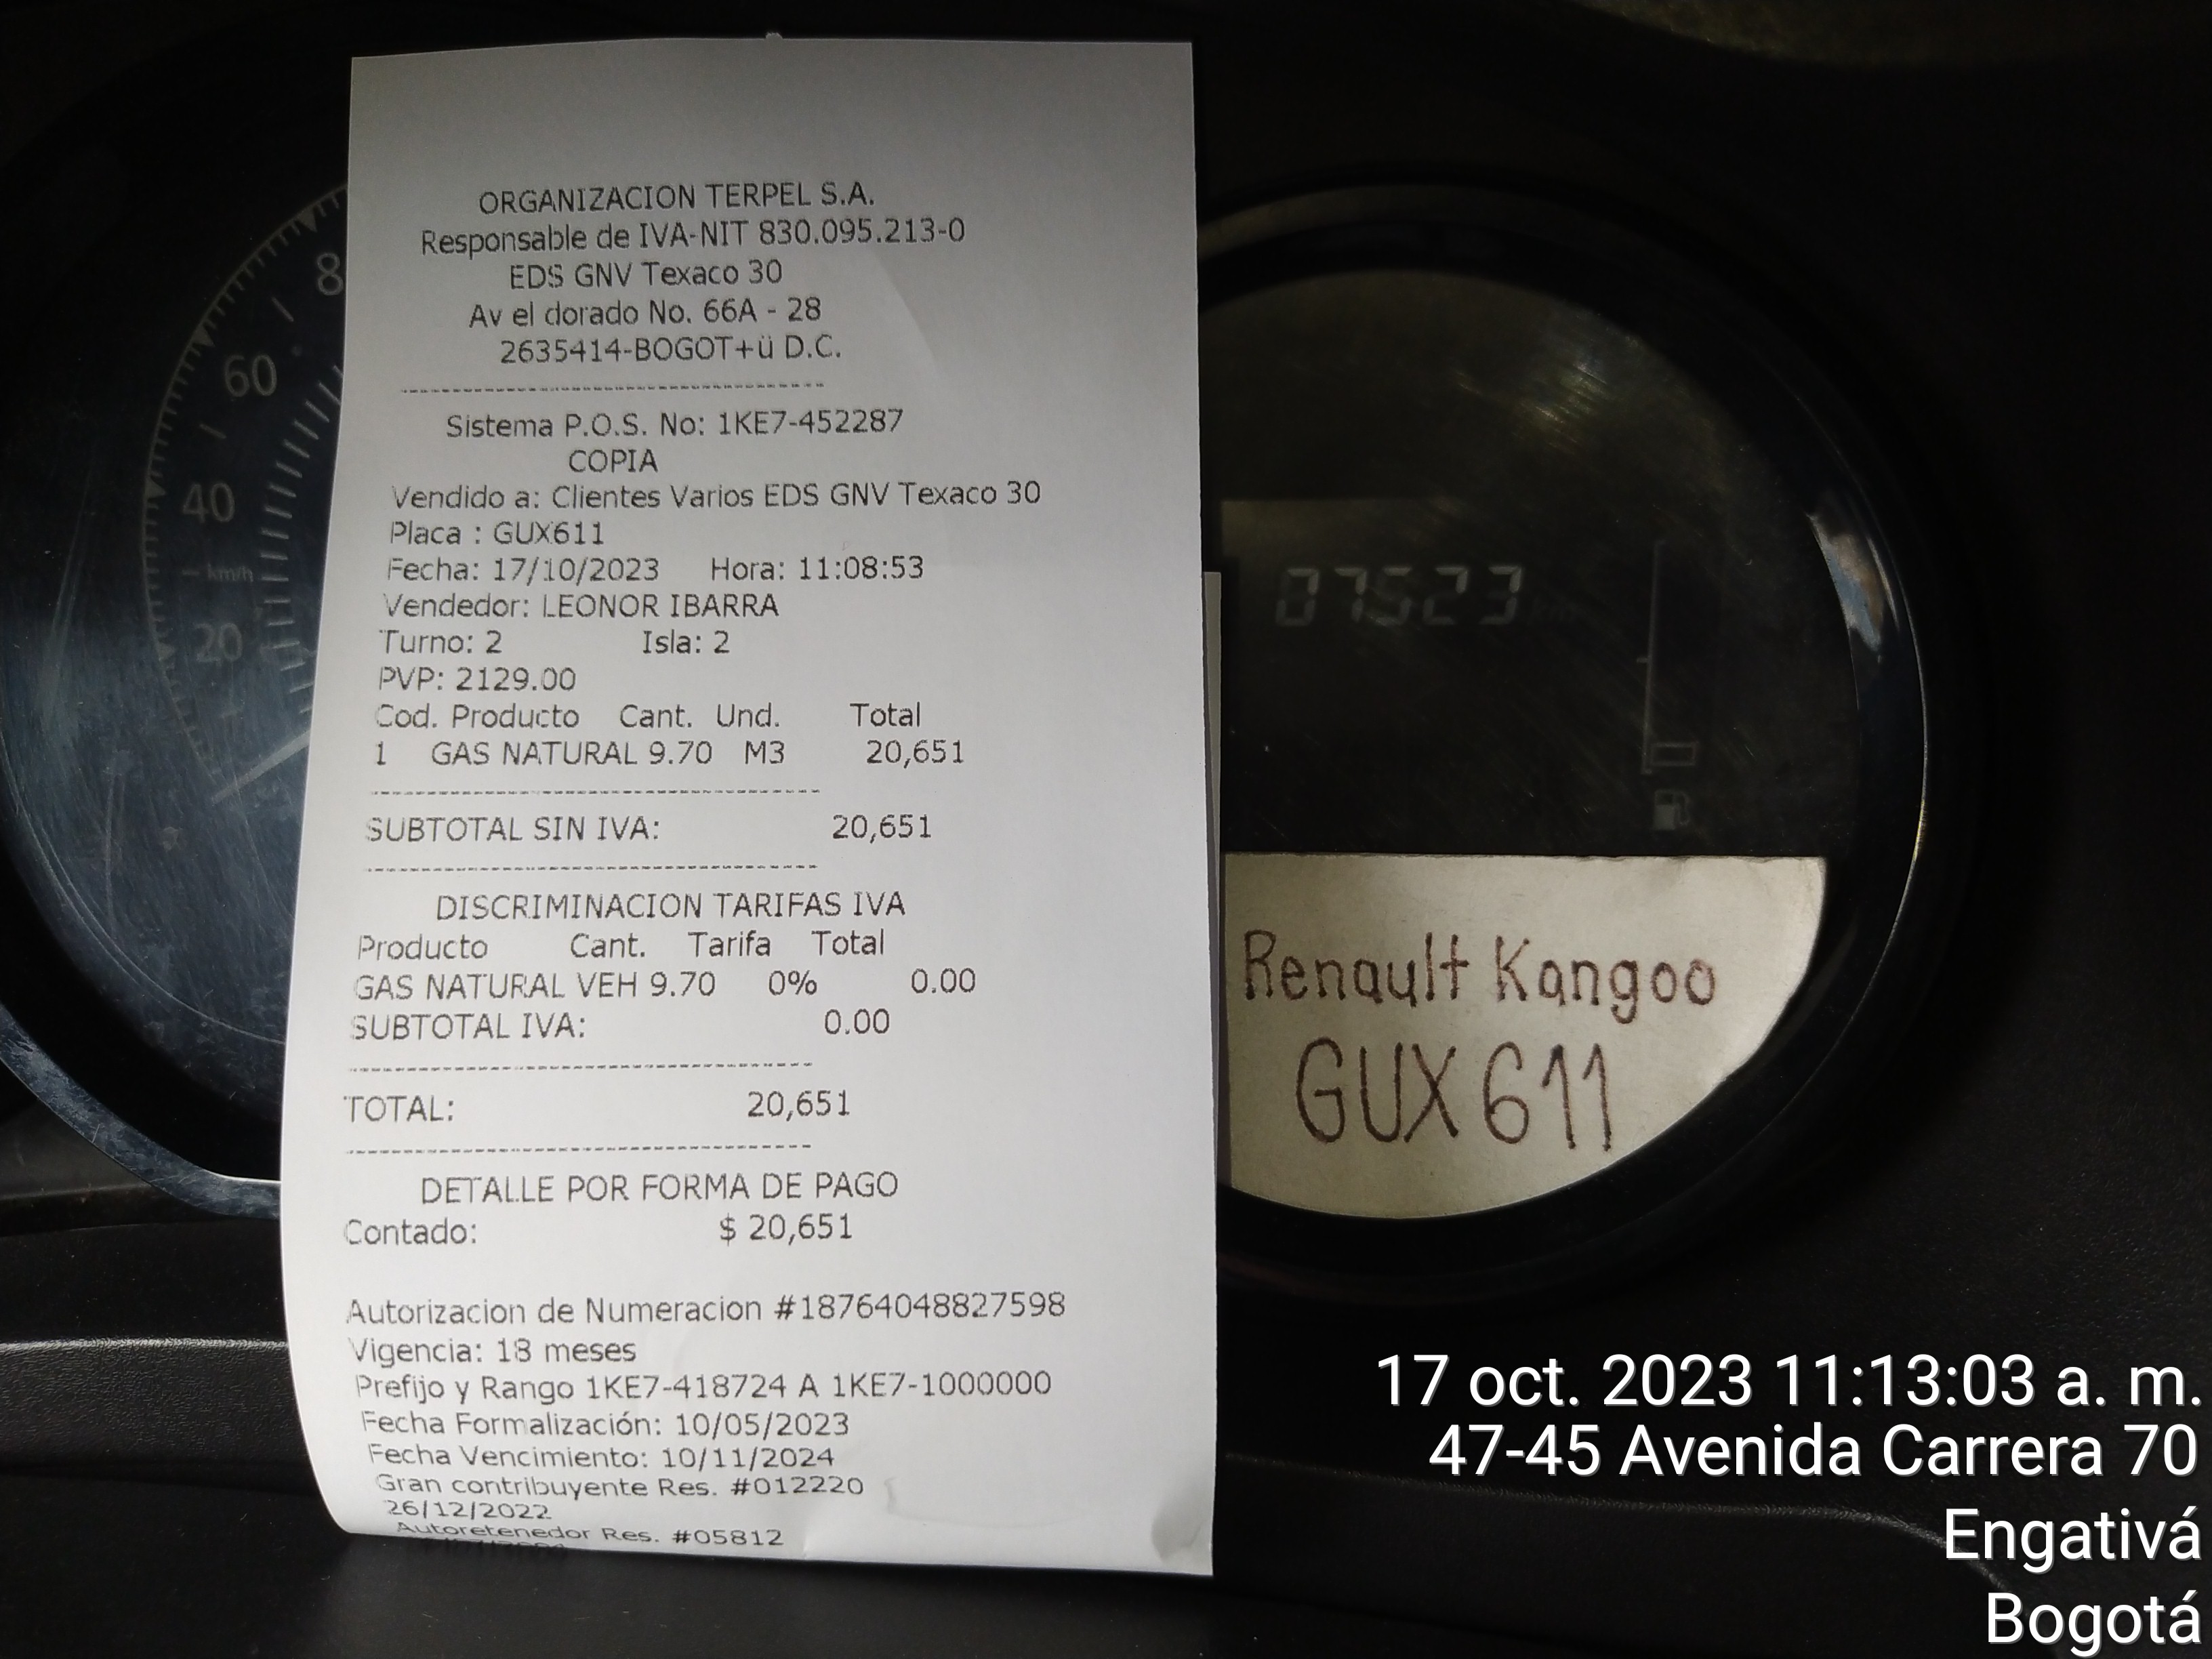 ORGANIZACION TERPEL S.A.
Responsable de IVA-NIT 830.095.213-0
EDS GNV Texaco 30
Av el dorado No. 66A - 28
2635414-BOGOT+ü D.C.
Sistema P.O.S. No: 1KE7-452287
COPIA
Vendido a: Clientes Varios EDS GNV Texaco 30
Placa : GUX611
Fecha: 17/10/2023 Hora: 11:08:53
Vendedor: LEONOR IBARRA
Turno: 2 Isla: 2
PVP: 2129.00
Cod. Producto Cant. Und. Total
1 GAS NATURAL 9.70 M3 20,651
SUBTOTAL SIN IVA: 20,651
DISCRIMINACION TARIFAS IVA
Producto Cant. Tarifa Total
GAS NATURAL VEH 9.70 0% 0.00
SUBTOTAL IVA: 0.00
TOTAL: 20,651
DETALLE POR FORMA DE PAGO
Contado: $ 20,651
Autorizacion de Numeracion #18764048827598
Vigencia: 18 meses
Prefijo y Rango 1KE7-418724 A 1KE7-1000000
Fecha Formalización: 10/05/2023
Fecha Vencimiento: 10/11/2024
Gran contribuyente Res. #012220
26/12/2022
Autoretenedor Res. #05812
8
60
40
km/h
20
07523
Renault Kangoo
GUX611
17 oct. 2023 11:13:03 a. m.
47-45 Avenida Carrera 70
Engativá
Bogotá